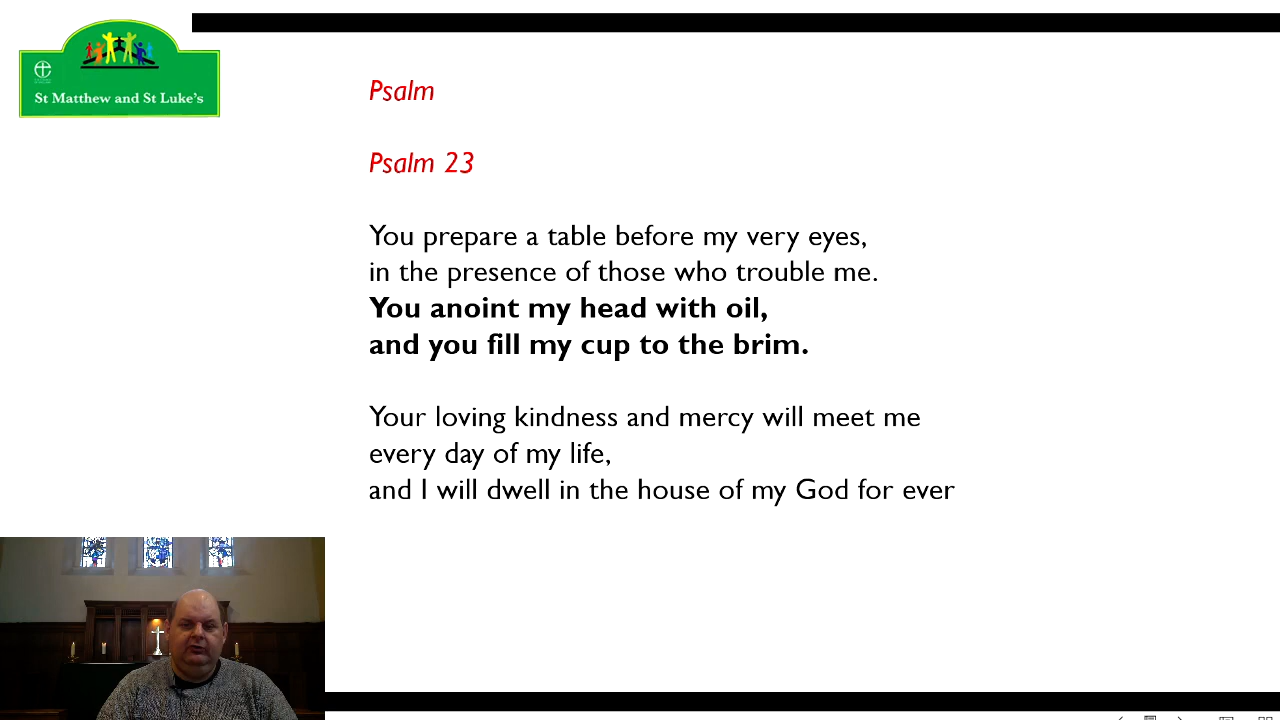 St Matthew and St Luke's
Psalm
Psalm 23
You prepare a table before my very eyes,
in the presence of those who trouble me.
You anoint my head with oil,
and you fill my cup to the brim.
Your loving kindness and mercy will meet me
every day of my life,
and I will dwell in the house of my God for ever